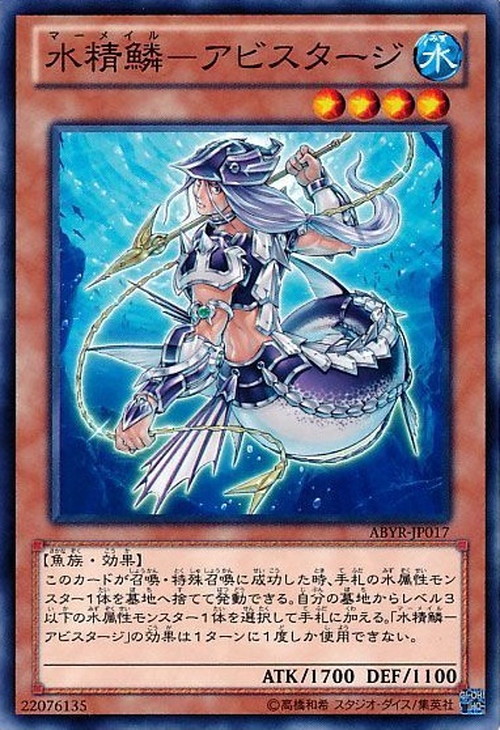 マーメイル
水精鱗－アビスタージ
水
ABYR-JP017
【魚族・効果】
このカードが召喚・特殊召喚に成功した時、手札の水属性モン
スター1体を墓地へ捨てて発動できる。自分の墓地からレベル3
以下の水属性モンスター1体を選択して手札に加える。「水精鱗－
アビスタージ」の効果は1ターンに1度しか使用できない。
ATK/1700 DEF/1100
22076135
©高橋和希 スタジオ・ダイス/集英社